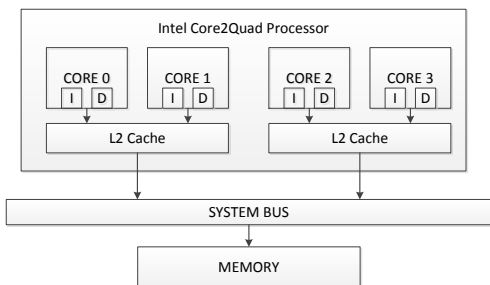 Intel Core2Quad Processor
CORE 0 CORE 1 CORE 2 CORE 3
I D I D I D I D
L2 Cache L2 Cache
SYSTEM BUS
MEMORY